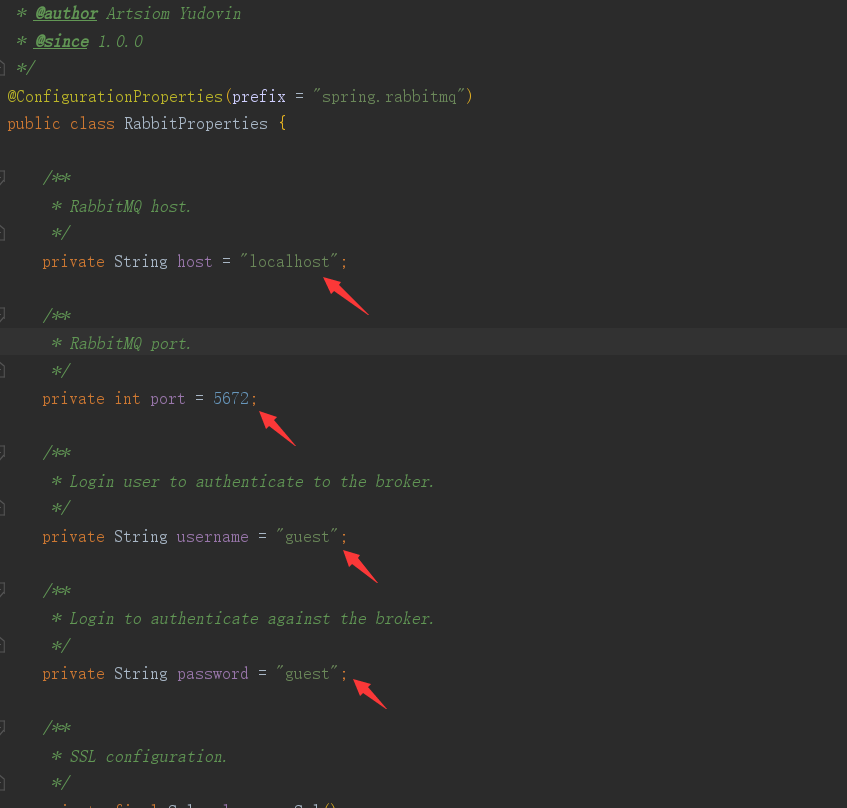 * @author Artsiom Yudovin
* @since 1.0.0
*/
@ConfigurationProperties(prefix = "spring.rabbitmq")
public class RabbitProperties {
/**
* RabbitMQ host.
*/
private String host = "localhost";
/**
* RabbitMQ port.
*/
private int port = 5672;
/**
* Login user to authenticate to the broker.
*/
private String username = "guest";
/**
* Login to authenticate against the broker.
*/
private String password = "guest";
/**
* SSL configuration.
*/